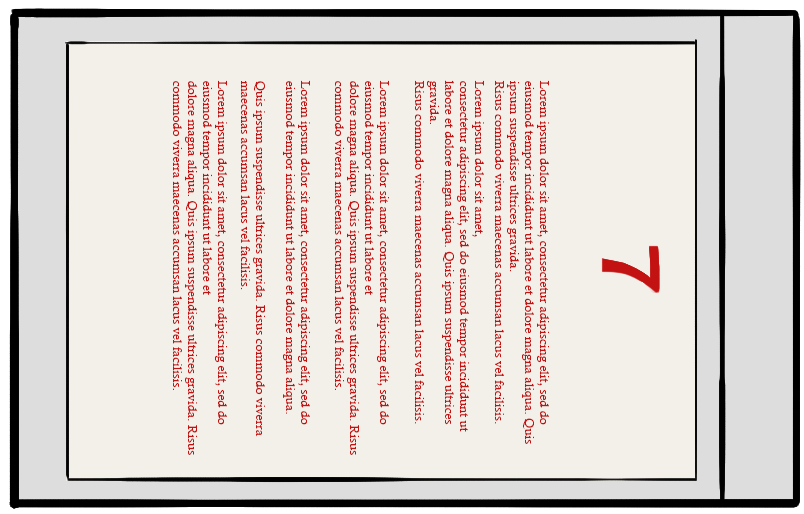 7
Lorem ipsum dolor sit amet, consectetur adipiscing elit, sed do
eiusmod tempor incididunt ut labore et dolore magna aliqua. Quis
ipsum suspendisse ultrices gravida.
Risus commodo viverra maecenas accumsan lacus vel facilisis.
Lorem ipsum dolor sit amet,
consectetur adipiscing elit, sed do eiusmod tempor incididunt ut
labore et dolore magna aliqua. Quis ipsum suspendisse ultrices
gravida.
Risus commodo viverra maecenas accumsan lacus vel facilisis.
Lorem ipsum dolor sit amet, consectetur adipiscing elit, sed do
eiusmod tempor incididunt ut labore et
dolore magna aliqua. Quis ipsum suspendisse ultrices gravida. Risus
commodo viverra maecenas accumsan lacus vel facilisis.
Lorem ipsum dolor sit amet, consectetur adipiscing elit, sed do
eiusmod tempor incididunt ut labore et dolore magna aliqua.
Quis ipsum suspendisse ultrices gravida. Risus commodo viverra
maecenas accumsan lacus vel facilisis.
Lorem ipsum dolor sit amet, consectetur adipiscing elit, sed do
eiusmod tempor incididunt ut labore et
dolore magna aliqua. Quis ipsum suspendisse ultrices gravida. Risus
commodo viverra maecenas accumsan lacus vel facilisis.